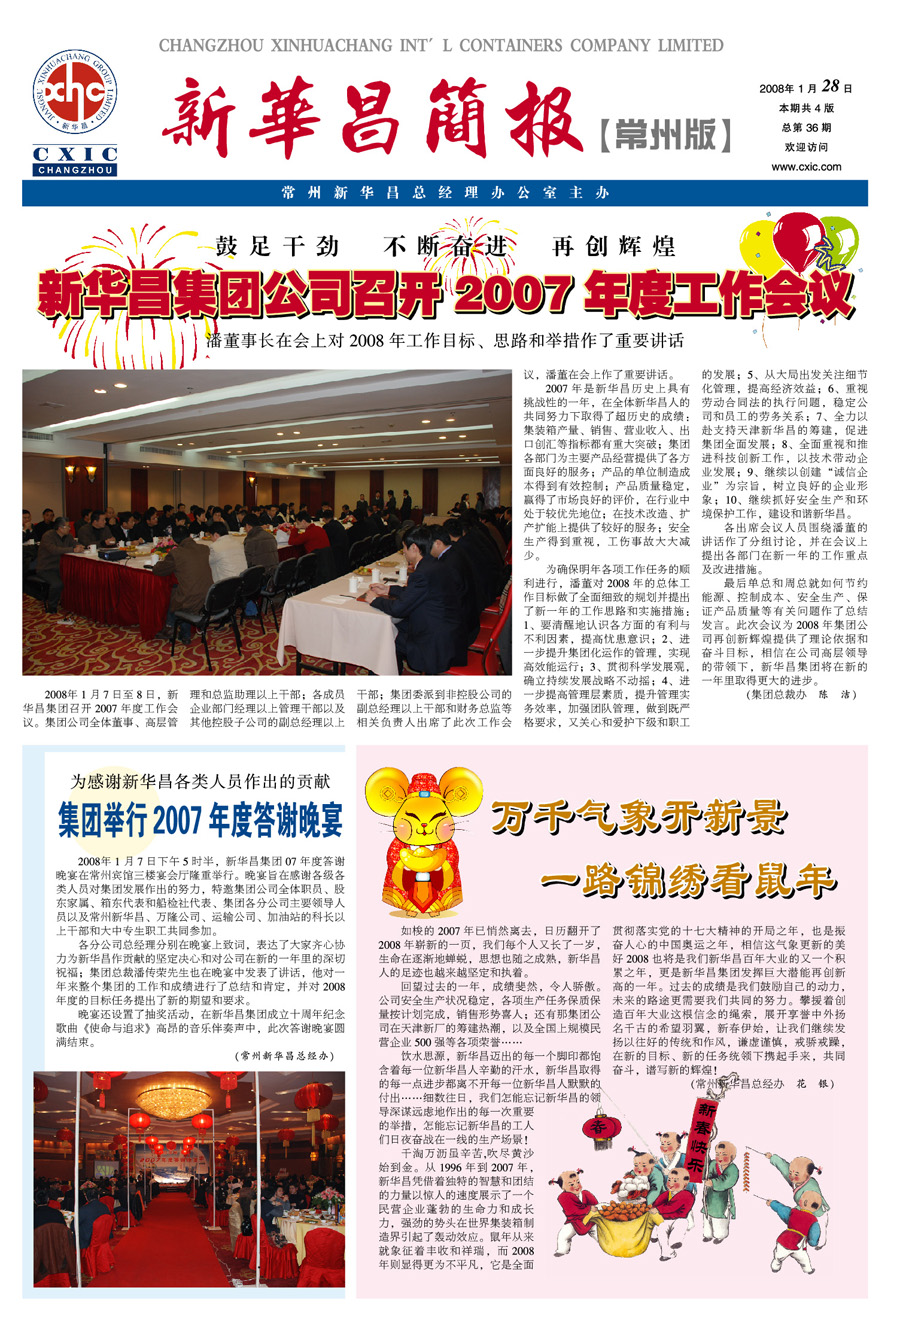 CHANGZHOU XINHUACHANG INT' L CONTAINERS COMPANY LIMITED
JIANGSU XINHUACHANG GROUP LIMITED
xhc
·新华昌·
CXIC
CHANGZHOU
新華昌簡报【常州版】
2008年 1 月 28 日
本期共 4 版
总第 36 期
欢迎访问
www.cxic.com
常州新华昌总经理办公室主办
鼓足干劲 不断奋进 再创辉煌
新华昌集团公司召开 2007 年度工作会议
潘董事长在会上对 2008 年工作目标、思路和举措作了重要讲话
2008年 1 月 7 日至 8 日，新
华昌集团召开 2007 年度工作会
议。集团公司全体董事、高层管
理和总监助理以上干部；各成员
企业部门经理以上管理干部以及
其他控股子公司的副总经理以上
干部；集团委派到非控股公司的
副总经理以上干部和财务总监等
相关负责人出席了此次工作会
议，潘董在会上作了重要讲话。
2007 年是新华昌历史上具有
挑战性的一年，在全体新华昌人的
共同努力下取得了超历史的成绩：
集装箱产量、销售、营业收入、出
口创汇等指标都有重大突破；集团
各部门为主要产品经营提供了各方
面良好的服务；产品的单位制造成
本得到有效控制；产品质量稳定，
赢得了市场良好的评价，在行业中
处于较优先地位；在技术改造、扩
产扩能上提供了较好的服务；安全
生产得到重视，工伤事故大大减
少。
为确保明年各项工作任务的顺
利进行，潘董对 2008 年的总体工
作目标做了全面细致的规划并提出
了新一年的工作思路和实施措施：
1、要清醒地认识各方面的有利与
不利因素，提高忧患意识；2、进
一步提升集团化运作的管理，实现
高效能运行；3、贯彻科学发展观，
确立持续发展战略不动摇；4、进
一步提高管理层素质，提升管理实
务效率，加强团队管理，做到既严
格要求，又关心和爱护下级和职工
的发展；5、从大局出发关注细节
化管理，提高经济效益；6、重视
劳动合同法的执行问题，稳定公
司和员工的劳务关系；7、全力以
赴支持天津新华昌的筹建，促进
集团全面发展；8、全面重视和推
进科技创新工作，以技术带动企
业发展；9、继续以创建“诚信企
业”为宗旨，树立良好的企业形
象；10、继续抓好安全生产和环
境保护工作，建设和谐新华昌。
各出席会议人员围绕潘董的
讲话作了分组讨论，并在会议上
提出各部门在新一年的工作重点
及改进措施。
最后单总和周总就如何节约
能源、控制成本、安全生产、保
证产品质量等有关问题作了总结
发言。此次会议为 2008 年集团公
司再创新辉煌提供了理论依据和
奋斗目标，相信在公司高层领导
的带领下，新华昌集团将在新的
一年里取得更大的进步。
（集团总裁办 陈 洁）
为感谢新华昌各类人员作出的贡献
集团举行 2007 年度答谢晚宴
2008年 1 月 7 日下午 5 时半，新华昌集团 07 年度答谢
晚宴在常州宾馆三楼宴会厅隆重举行。晚宴旨在感谢各级各
类人员对集团发展作出的努力，特邀集团公司全体职员、股
东家属、箱东代表和船检社代表、集团各分公司主要领导人
员以及常州新华昌、万隆公司、运输公司、加油站的科长以
上干部和大中专生职工共同参加。
各分公司总经理分别在晚宴上致词，表达了大家齐心协
力为新华昌作贡献的坚定决心和对公司在新的一年里的深切
祝福；集团总裁潘传荣先生也在晚宴中发表了讲话，他对一
年来整个集团的工作和成绩进行了总结和肯定，并对 2008
年度的目标任务提出了新的期望和要求。
晚宴还设置了抽奖活动，在新华昌集团成立十周年纪念
歌曲《使命与追求》高昂的音乐伴奏声中，此次答谢晚宴圆
满结束。
（常州新华昌总经办）
万千气象开新景
一路锦绣看鼠年
如梭的 2007 年已悄然离去，日历翻开了
2008 年崭新的一页，我们每个人又长了一岁，
生命在逐渐地蝉蜕，思想也随之成熟，新华昌
人的足迹也越来越坚定和执着。
回望过去的一年，成绩斐然，令人骄傲。
公司安全生产状况稳定，各项生产任务保质保
量按计划完成，销售形势喜人；还有那集团公
司在天津新厂的筹建热潮，以及全国上规模民
营企业 500 强等各项荣誉……
饮水思源，新华昌迈出的每一个脚印都饱
含着每一位新华昌人辛勤的汗水，新华昌取得
的每一点进步都离不开每一位新华昌人默默的
付出……细数往日，我们怎能忘记新华昌的领
导深谋远虑地作出的每一次重要
的举措，怎能忘记新华昌的工人
们日夜奋战在一线的生产场景！
千淘万沥虽辛苦,吹尽黄沙
始到金。从 1996 年到 2007 年，
新华昌凭借着独特的智慧和团结
的力量以惊人的速度展示了一个
民营企业蓬勃的生命力和成长
力，强劲的势头在世界集装箱制
造界引起了轰动效应。鼠年从来
就象征着丰收和祥瑞，而 2008
年则显得更为不平凡，它是全面
贯彻落实党的十七大精神的开局之年，也是振
奋人心的中国奥运之年，相信这气象更新的美
好 2008 也将是我们新华昌百年大业的又一个积
累之年，更是新华昌集团发挥巨大潜能再创新
高的一年。过去的成绩是我们鼓励自己的动力，
未来的路途更需要我们共同的努力。攀援着创
造百年大业这根信念的绳索，展开享誉中外扬
名千古的希望羽翼，新春伊始，让我们继续发
扬以往好的传统和作风，谦虚谨慎，戒骄戒躁，
在新的目标、新的任务统领下携起手来，共同
奋斗，谱写新的辉煌！
（常州新华昌总经办 花 银）
春
新春快乐